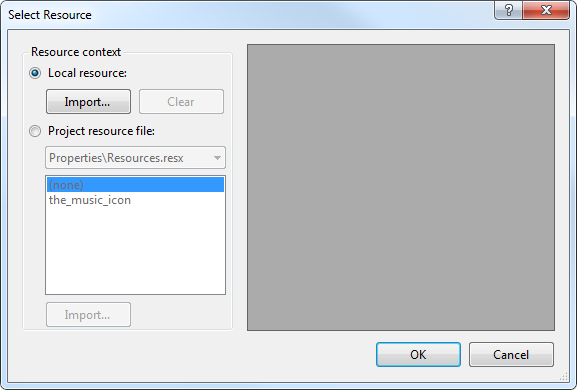 Select Resource
Resource context
Local resource:
Import... Clear
Project resource file:
Properties\Resources.resx
(none)
the_music_icon
Import...
OK Cancel